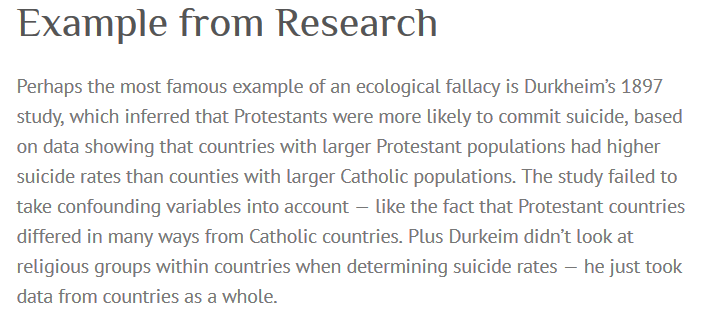 Example from Research
Perhaps the most famous example of an ecological fallacy is Durkheim’s 1897
study, which inferred that Protestants were more likely to commit suicide, based
on data showing that countries with larger Protestant populations had higher
suicide rates than counties with larger Catholic populations. The study failed to
take confounding variables into account — like the fact that Protestant countries
differed in many ways from Catholic countries. Plus Durkeim didn’t look at
religious groups within countries when determining suicide rates — he just took
data from countries as a whole.